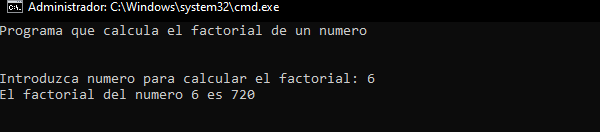 Administrador: C:\Windows\system32\cmd.exe
Programa que calcula el factorial de un numero
Introduzca numero para calcular el factorial: 6
El factorial del numero 6 es 720